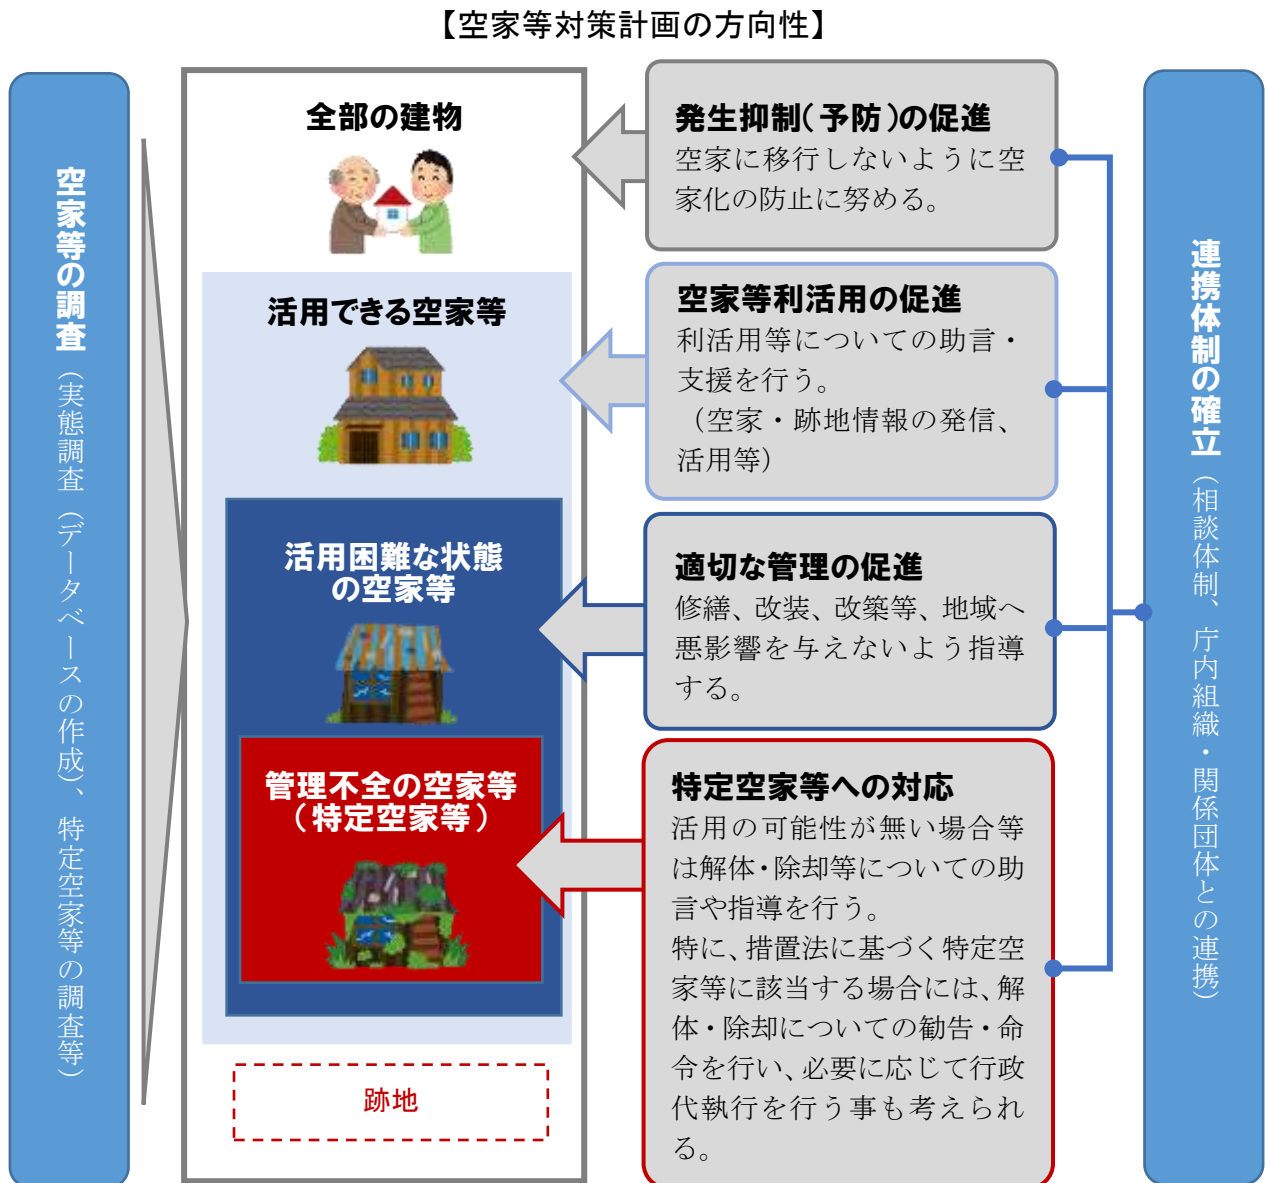 【空家等対策計画の方向性】
空家等の調査（実態調査（データベースの作成）、特定空家等の調査等）
全部の建物
活用できる空家等
活用困難な状態
の空家等
管理不全の空家等
（特定空家等）
跡地
発生抑制（予防）の促進
空家に移行しないように空
家化の防止に努める。
空家等利活用の促進
利活用等についての助言・
支援を行う。
（空家・跡地情報の発信、
活用等）
適切な管理の促進
修繕、改装、改築等、地域へ
悪影響を与えないよう指導
する。
特定空家等への対応
活用の可能性が無い場合等
は解体・除却等についての助
言や指導を行う。
特に、措置法に基づく特定空
家等に該当する場合には、解
体・除却についての勧告・命
令を行い、必要に応じて行政
代執行を行う事も考えられ
る。
連携体制の確立（相談体制、庁内組織・関係団体との連携）